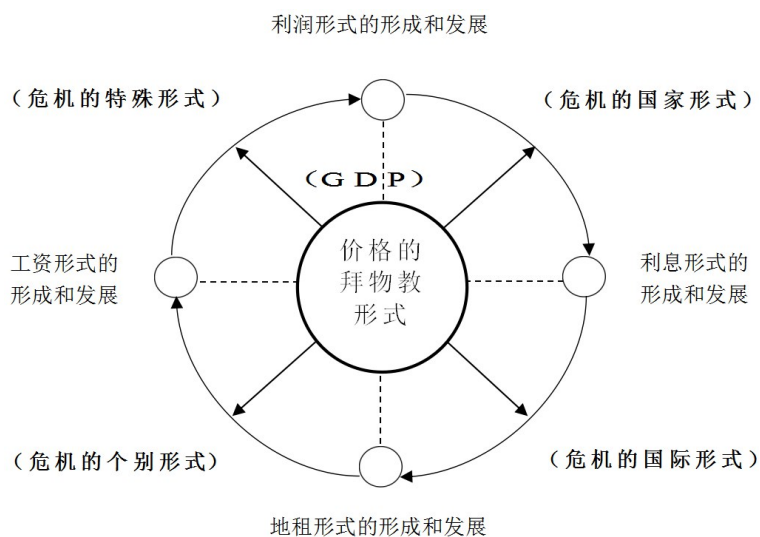 利润形式的形成和发展
（危机的特殊形式）
（危机的国家形式）
（GDP）
价格的
拜物教
形式
工资形式的
形成和发展
利息形式的
形成和发展
（危机的个别形式）
（危机的国际形式）
地租形式的形成和发展